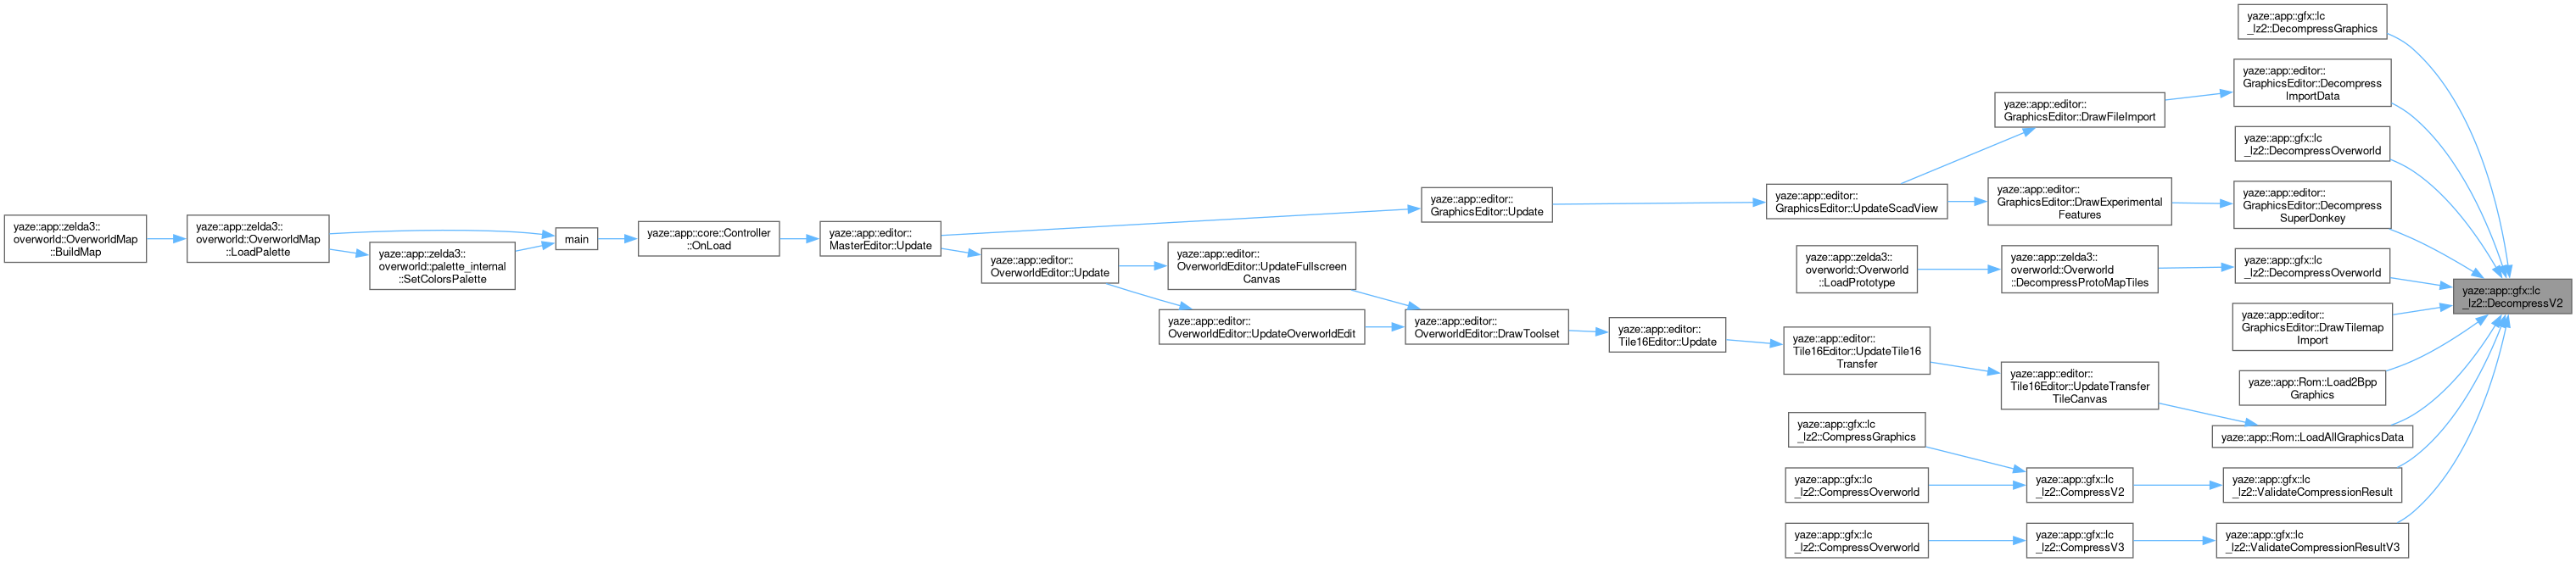 yaze::app::zelda3::
overworld::OverworldMap
::BuildMap
yaze::app::zelda3::
overworld::OverworldMap
::LoadPalette
yaze::app::zelda3::
overworld::palette_internal
::SetColorsPalette
main
yaze::app::core::Controller
::OnLoad
yaze::app::editor::
MasterEditor::Update
yaze::app::editor::
OverworldEditor::Update
yaze::app::editor::
OverworldEditor::UpdateFullscreen
Canvas
yaze::app::editor::
OverworldEditor::UpdateOverworldEdit
yaze::app::editor::
GraphicsEditor::Update
yaze::app::editor::
OverworldEditor::DrawToolset
yaze::app::editor::
Tile16Editor::Update
yaze::app::editor::
GraphicsEditor::UpdateScadView
yaze::app::zelda3::
overworld::Overworld
::LoadPrototype
yaze::app::editor::
Tile16Editor::UpdateTile16
Transfer
yaze::app::gfx::lc
_lz2::CompressGraphics
yaze::app::gfx::lc
_lz2::CompressOverworld
yaze::app::gfx::lc
_lz2::CompressOverworld
yaze::app::editor::
GraphicsEditor::DrawFileImport
yaze::app::editor::
GraphicsEditor::DrawExperimental
Features
yaze::app::zelda3::
overworld::Overworld
::DecompressProtoMapTiles
yaze::app::editor::
Tile16Editor::UpdateTransfer
TileCanvas
yaze::app::gfx::lc
_lz2::CompressV2
yaze::app::gfx::lc
_lz2::CompressV3
yaze::app::gfx::lc
_lz2::DecompressGraphics
yaze::app::editor::
GraphicsEditor::Decompress
ImportData
yaze::app::gfx::lc
_lz2::DecompressOverworld
yaze::app::editor::
GraphicsEditor::Decompress
SuperDonkey
yaze::app::gfx::lc
_lz2::DecompressOverworld
yaze::app::editor::
GraphicsEditor::DrawTilemap
Import
yaze::app::Rom::Load2Bpp
Graphics
yaze::app::Rom::LoadAllGraphicsData
yaze::app::gfx::lc
_lz2::ValidateCompressionResult
yaze::app::gfx::lc
_lz2::ValidateCompressionResultV3
yaze::app::gfx::lc
_lz2::DecompressV2